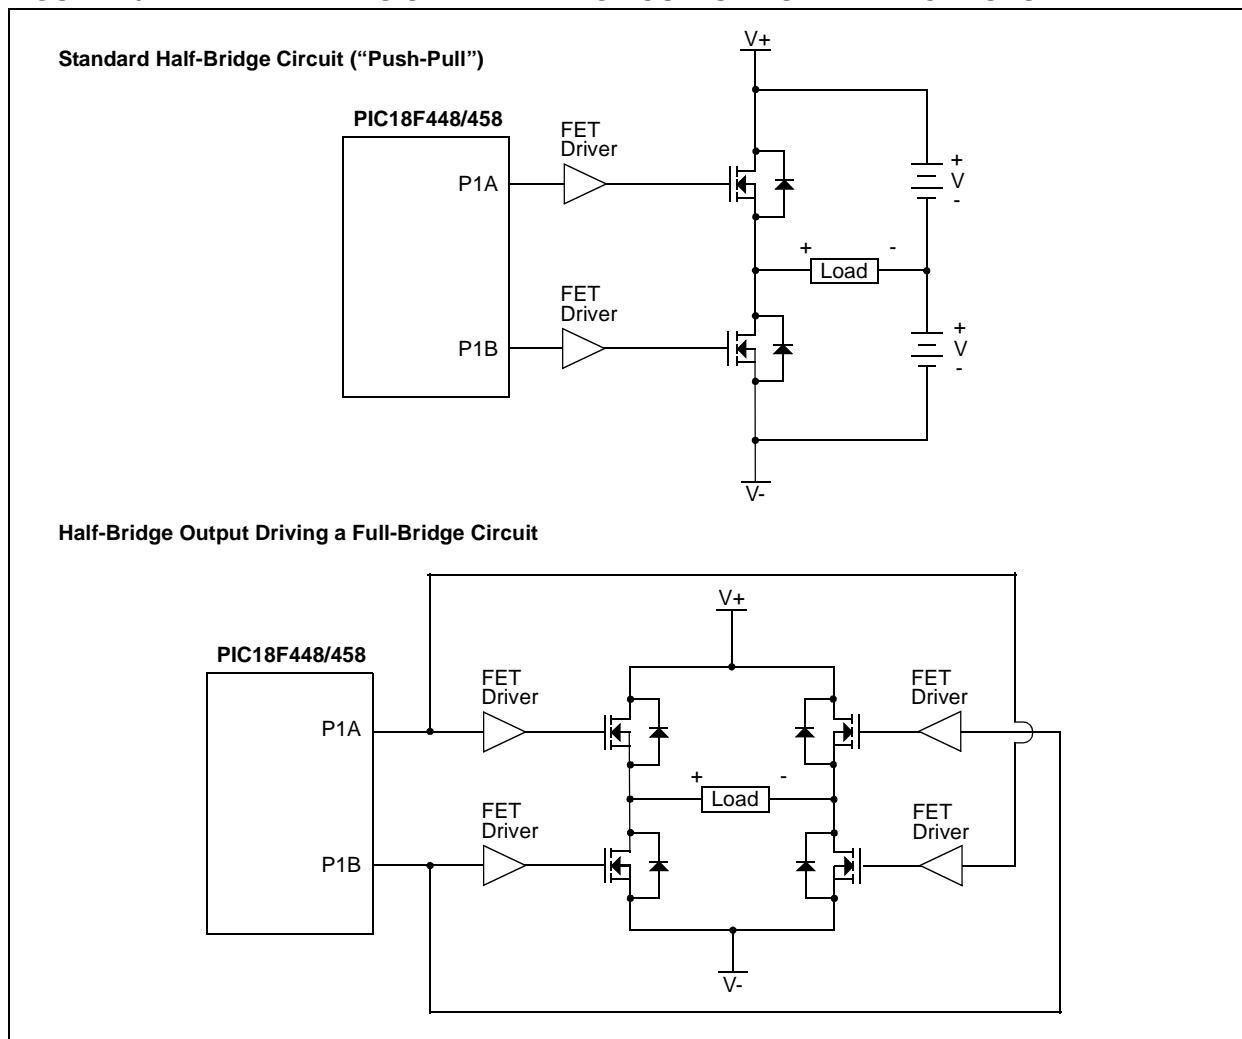 Standard Half-Bridge Circuit (“Push-Pull”)
V+
PIC18F448/458
FET
Driver
P1A
+
V
-
+ -
Load
FET
Driver
P1B
+
V
-
V-
Half-Bridge Output Driving a Full-Bridge Circuit
V+
PIC18F448/458
FET
Driver
FET
Driver
P1A
+ -
Load
FET
Driver
FET
Driver
P1B
V-